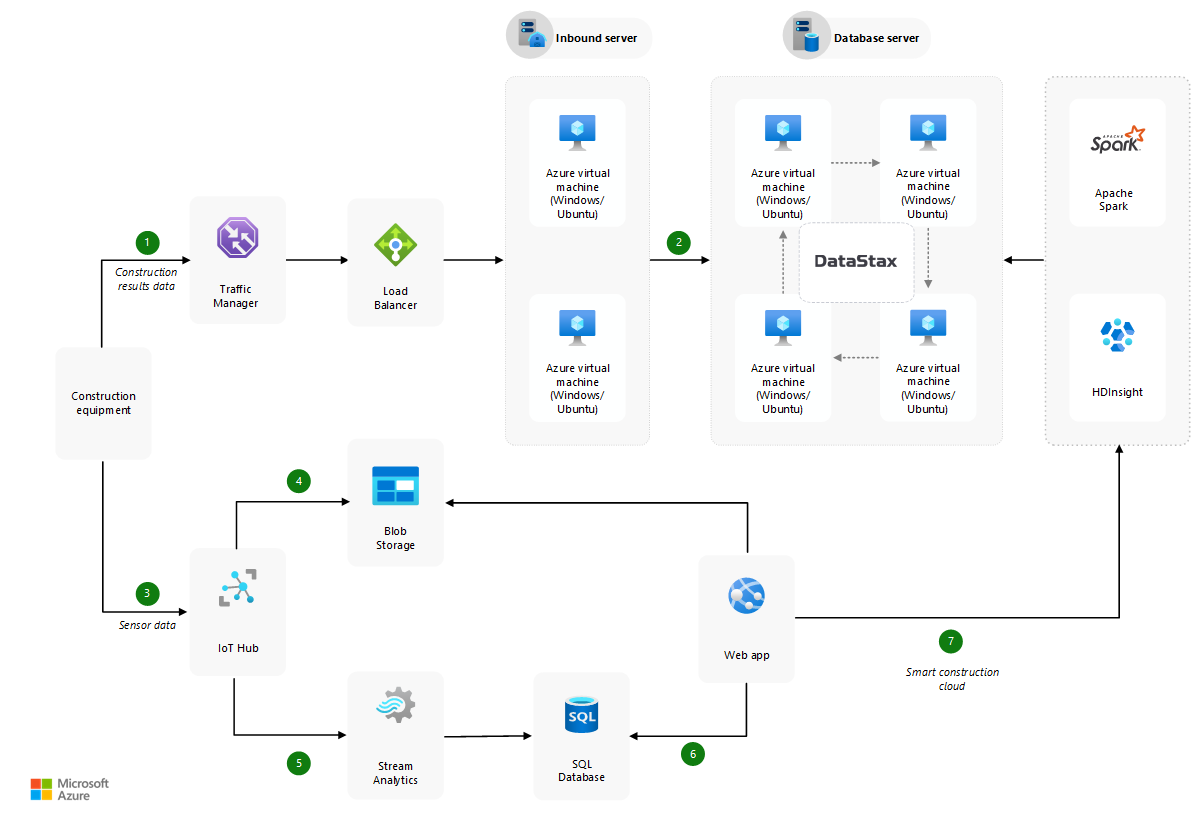 Inbound server
Database server
Azure virtual
machine
(Windows/
Ubuntu)
Azure virtual
machine
(Windows/
Ubuntu)
Azure virtual
machine
(Windows/
Ubuntu)
APACHE
Spark
Apache
Spark
1
Construction
results data
Traffic
Manager
Load
Balancer
2
DataStax
Azure virtual
machine
(Windows/
Ubuntu)
Azure virtual
machine
(Windows/
Ubuntu)
Azure virtual
machine
(Windows/
Ubuntu)
HDInsight
Construction
equipment
4
Blob
Storage
3
Sensor data
IoT Hub
Web app
7
Smart construction
cloud
5
Stream
Analytics
SQL
SQL
Database
6
Microsoft
Azure